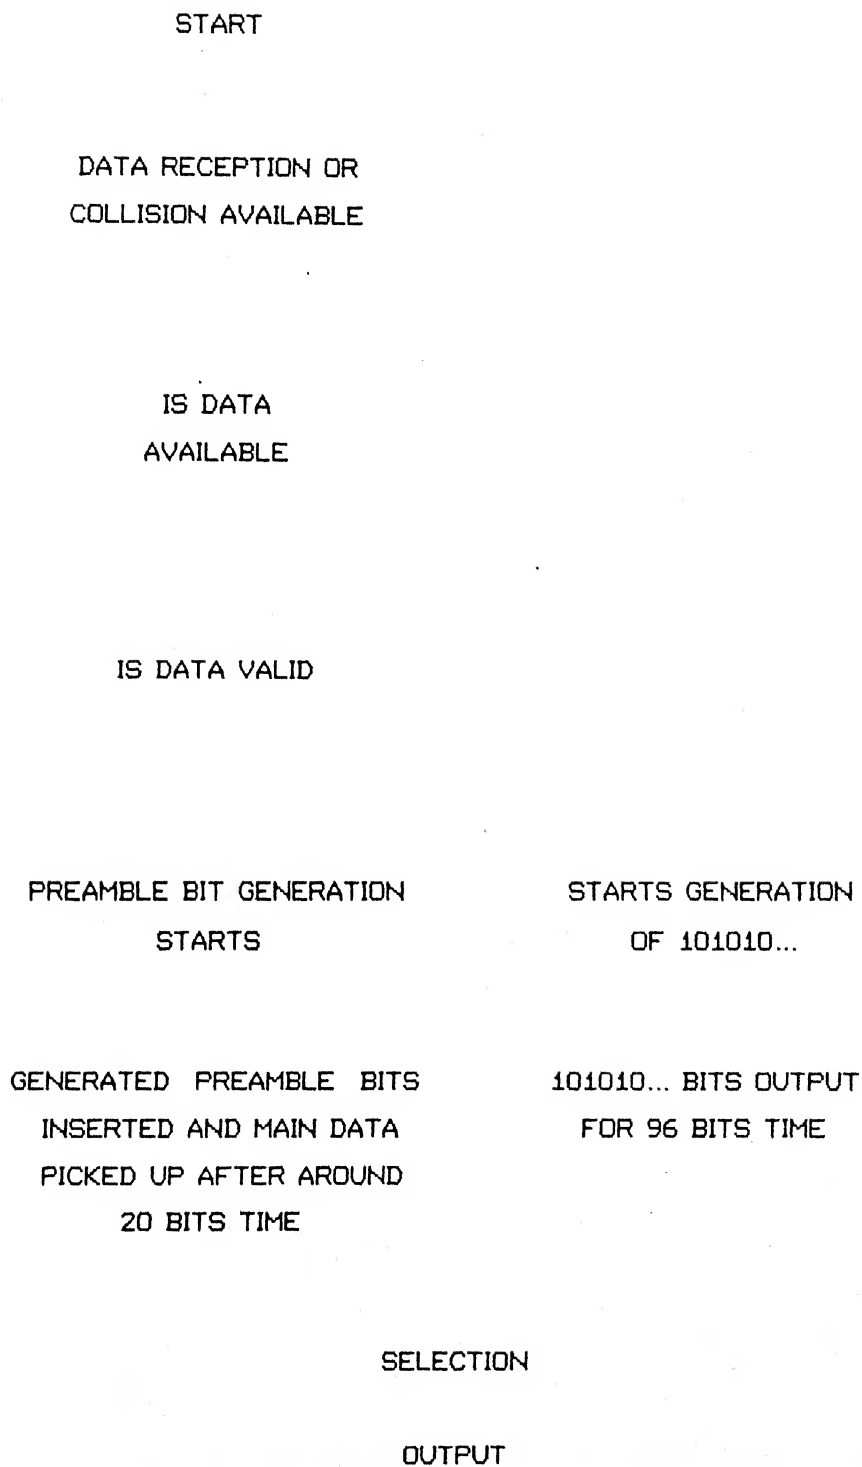 START
DATA RECEPTION OR
COLLISION AVAILABLE
IS DATA
AVAILABLE
IS DATA VALID
PREAMBLE BIT GENERATION
STARTS
STARTS GENERATION
OF 101010...
GENERATED PREAMBLE BITS
INSERTED AND MAIN DATA
PICKED UP AFTER AROUND
20 BITS TIME
101010... BITS OUTPUT
FOR 96 BITS TIME
SELECTION
OUTPUT